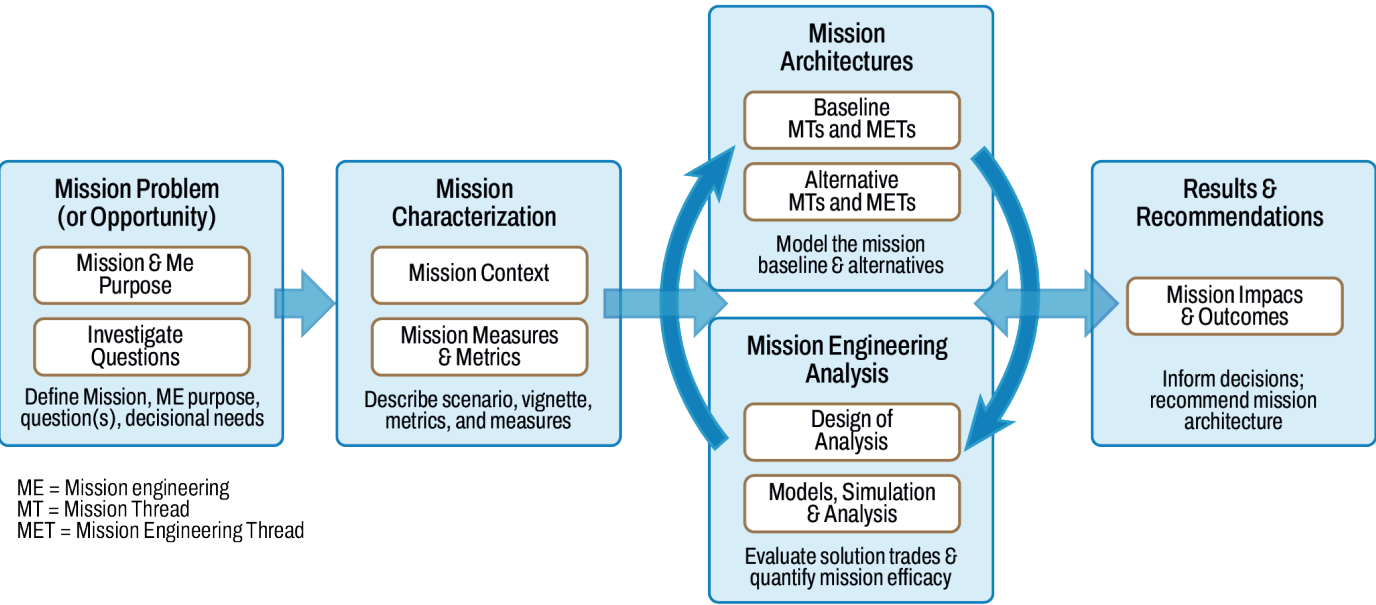 Mission Problem
(or Opportunity)
Mission & Me
Purpose
Investigate
Questions
Define Mission, ME purpose,
question(s), decisional needs
Mission
Characterization
Mission Context
Mission Measures
& Metrics
Describe scenario, vignette,
metrics, and measures
Mission
Architectures
Baseline
MTs and METs
Alternative
MTs and METs
Model the mission
baseline & alternatives
Mission Engineering
Analysis
Design of
Analysis
Models, Simulation
& Analysis
Evaluate solution trades &
quantify mission efficacy
Results &
Recommendations
Mission Impacs
& Outcomes
Inform decisions;
recommend mission
architecture
ME = Mission engineering
MT = Mission Thread
MET = Mission Engineering Thread